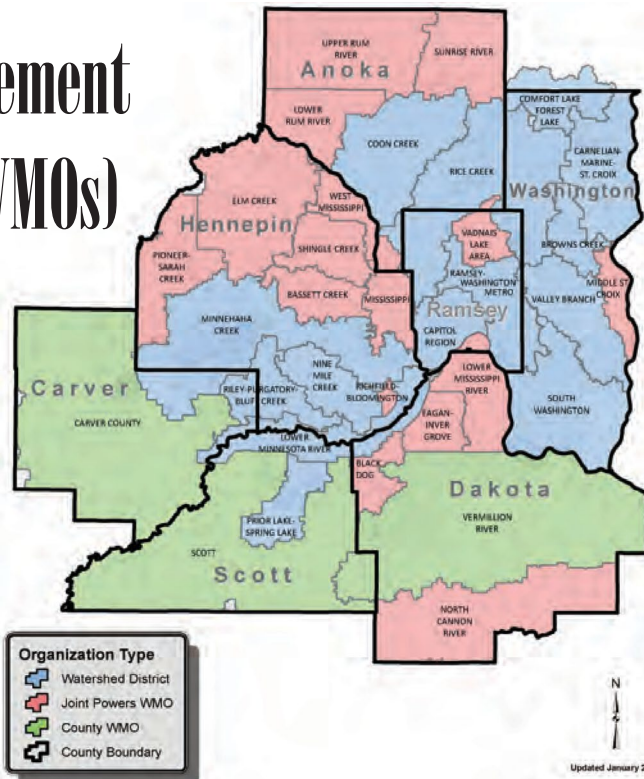 ement
WMOs)
UPPER RUM
RIVER
SUNRISE RIVER
Anoka
LOWER
RUM RIVER
COON CREEK
RICE CREEK
COMFORT LAKE
FOREST
LAKE
CARNELIAN-
MARINE-
ST. CROIX
Washington
ELM CREEK
WEST
MISSISSIPPI
Hennepin
SHINGLE CREEK
PIONEER-
SARAH
CREEK
BASSETT CREEK
MISSISSIPPI
VADNAIS
LAKE
AREA
RAMSEY-
WASHINGTON
METRO
Ramsey
CAPITOL
REGION
BROWNS CREEK
MIDDLE ST.
CROIX
VALLEY BRANCH
MINNEHAHA
CREEK
NINE
MILE
CREEK
RILEY-PURGATORY-
BLUFF CREEK
RICHFIELD-
BLOOMINGTON
LOWER
MISSISSIPPI
RIVER
SOUTH
WASHINGTON
Carver
CARVER COUNTY
EAGAN-
INVER
GROVE
LOWER
MINNESOTA RIVER
BLACK
DOG
Dakota
VERMILLION
RIVER
PRIOR LAKE-
SPRING LAKE
SCOTT
Scott
NORTH
CANNON
RIVER
Organization Type
Watershed District
Joint Powers WMO
County WMO
County Boundary
N
Updated January 2